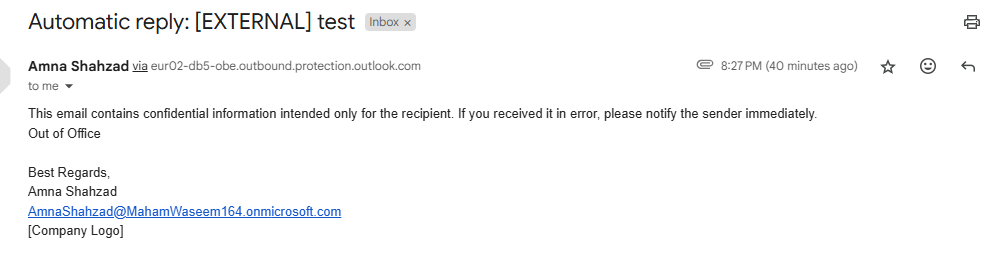 Automatic reply: [EXTERNAL] test Inbox ×
Amna Shahzad via eur02-db5-obe.outbound.protection.outlook.com 8:27 PM (40 minutes ago)
to me
This email contains confidential information intended only for the recipient. If you received it in error, please notify the sender immediately.
Out of Office
Best Regards,
Amna Shahzad
AmnaShahzad@MahamWaseem164.onmicrosoft.com
[Company Logo]